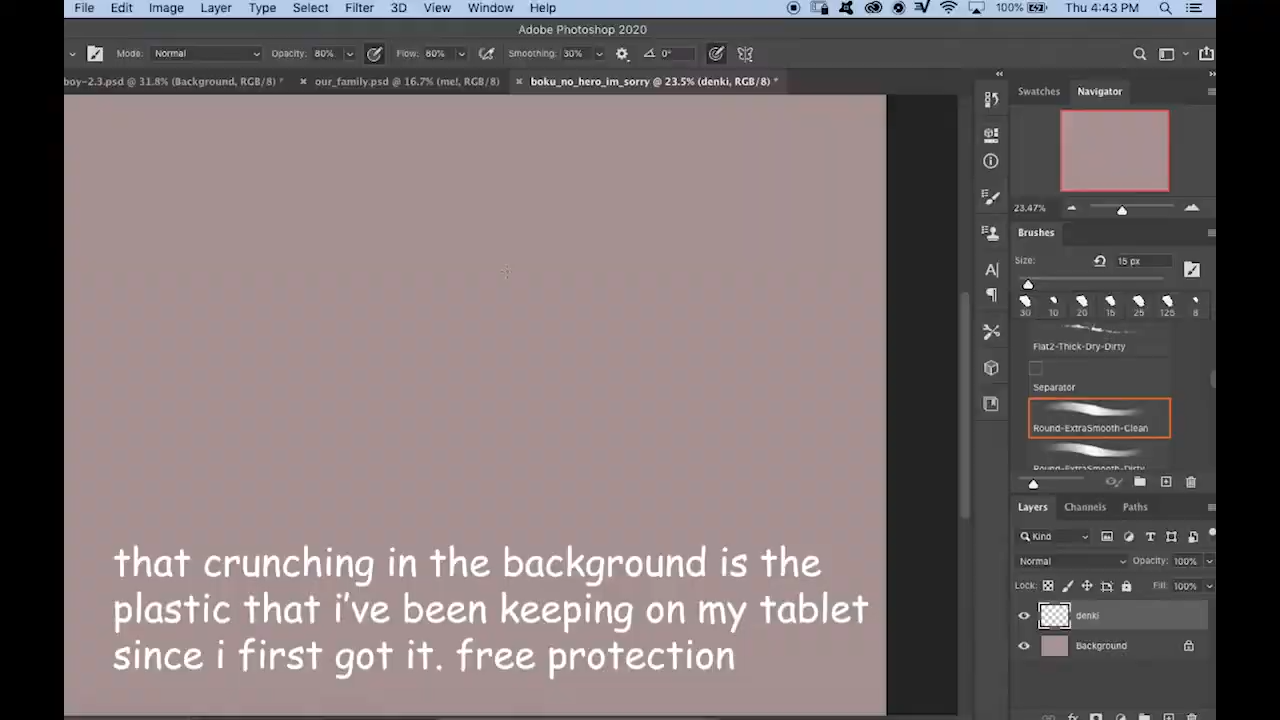 File Edit Image Layer Type Select Filter 3D View Window Help 100% Thu 4:43 PM
Adobe Photoshop 2020
Mode: Normal Opacity: 80% Flow: 80% Smoothing: 30% 0°
boy-2.3.psd @ 31.8% (Background, RGB/8) * our_family.psd @ 16.7% (me!, RGB/8) boku_no_hero_im_sorry @ 23.5% (denki, RGB/8) *
Swatches Navigator
23.47%
Brushes
Size: 15 px
30 10 20 15 25 125 8
Flat2-Thick-Dry-Dirty
Separator
Round-ExtraSmooth-Clean
Round-ExtraSmooth-Dirty
Layers Channels Paths
Kind
Normal Opacity: 100%
Lock: Fill: 100%
denki
Background
that crunching in the background is the
plastic that i've been keeping on my tablet
since i first got it. free protection